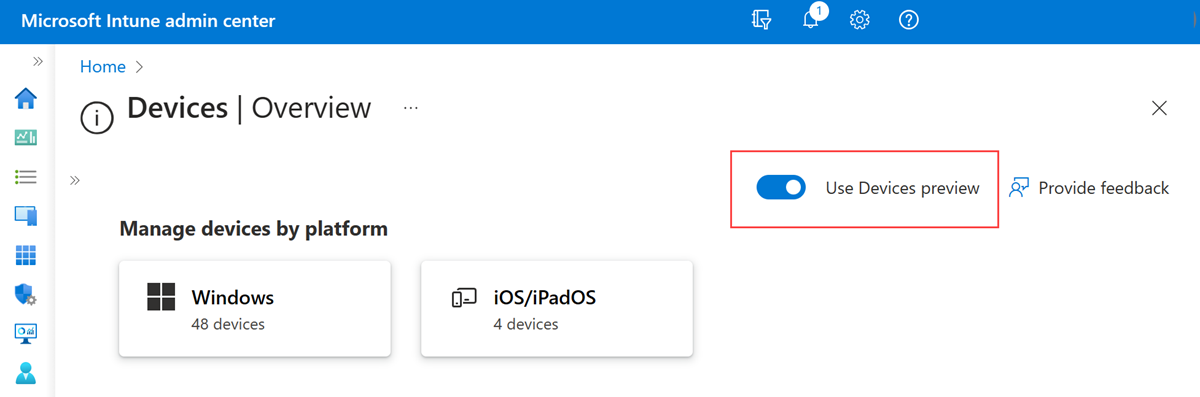 Microsoft Intune admin center
1
Home
Devices | Overview
...
Use Devices preview
Provide feedback
Manage devices by platform
Windows
48 devices
iOS/iPadOS
4 devices